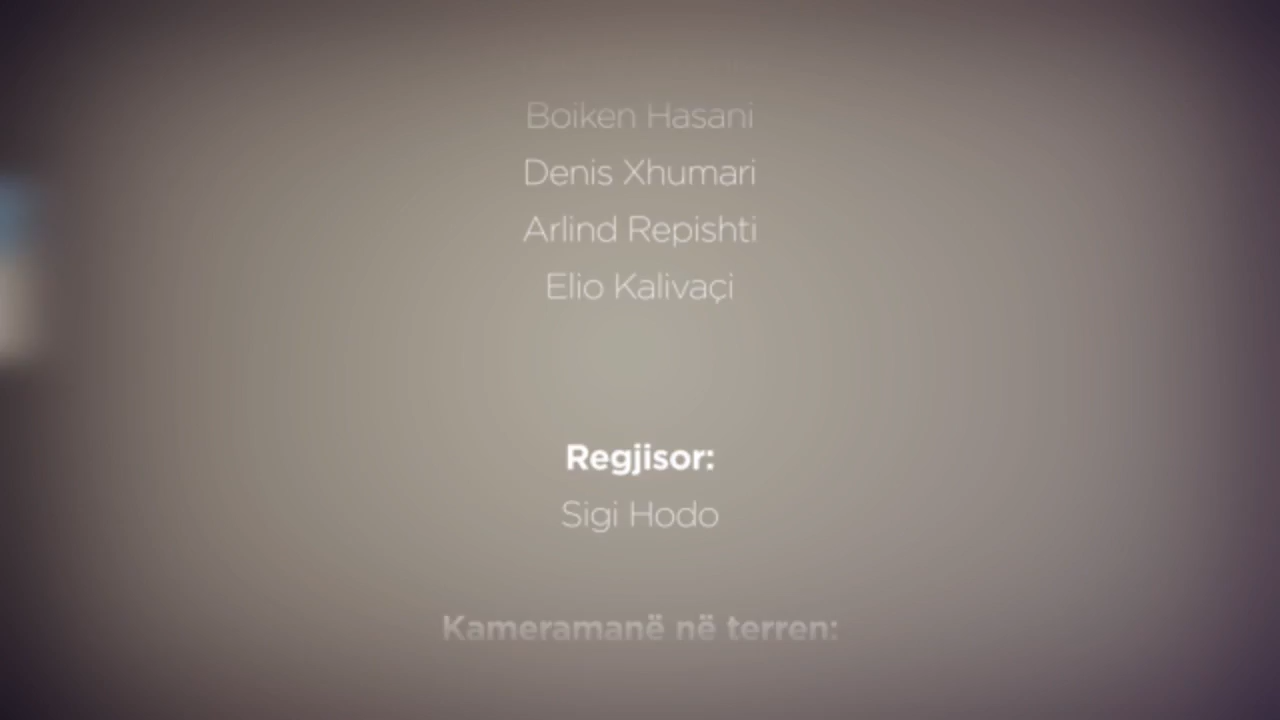 Boiken Hasani
Denis Xhumari
Arlind Repishti
Elio Kalivaçi
Regjisor:
Sigi Hodo
Kameramanë në terren: